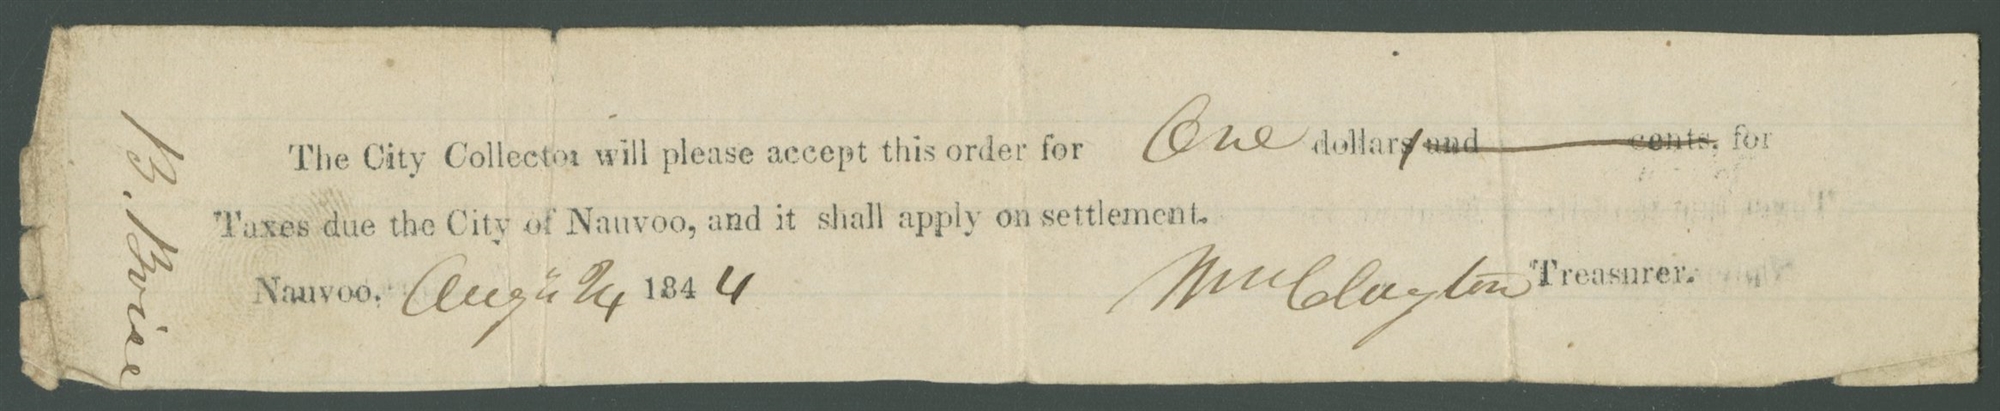 The City Collector will please accept this order for One dollars and cents, for
Taxes due the City of Nauvoo, and it shall apply on settlement.
Nauvoo, Aug 24 1844 Wm Clayton Treasurer.